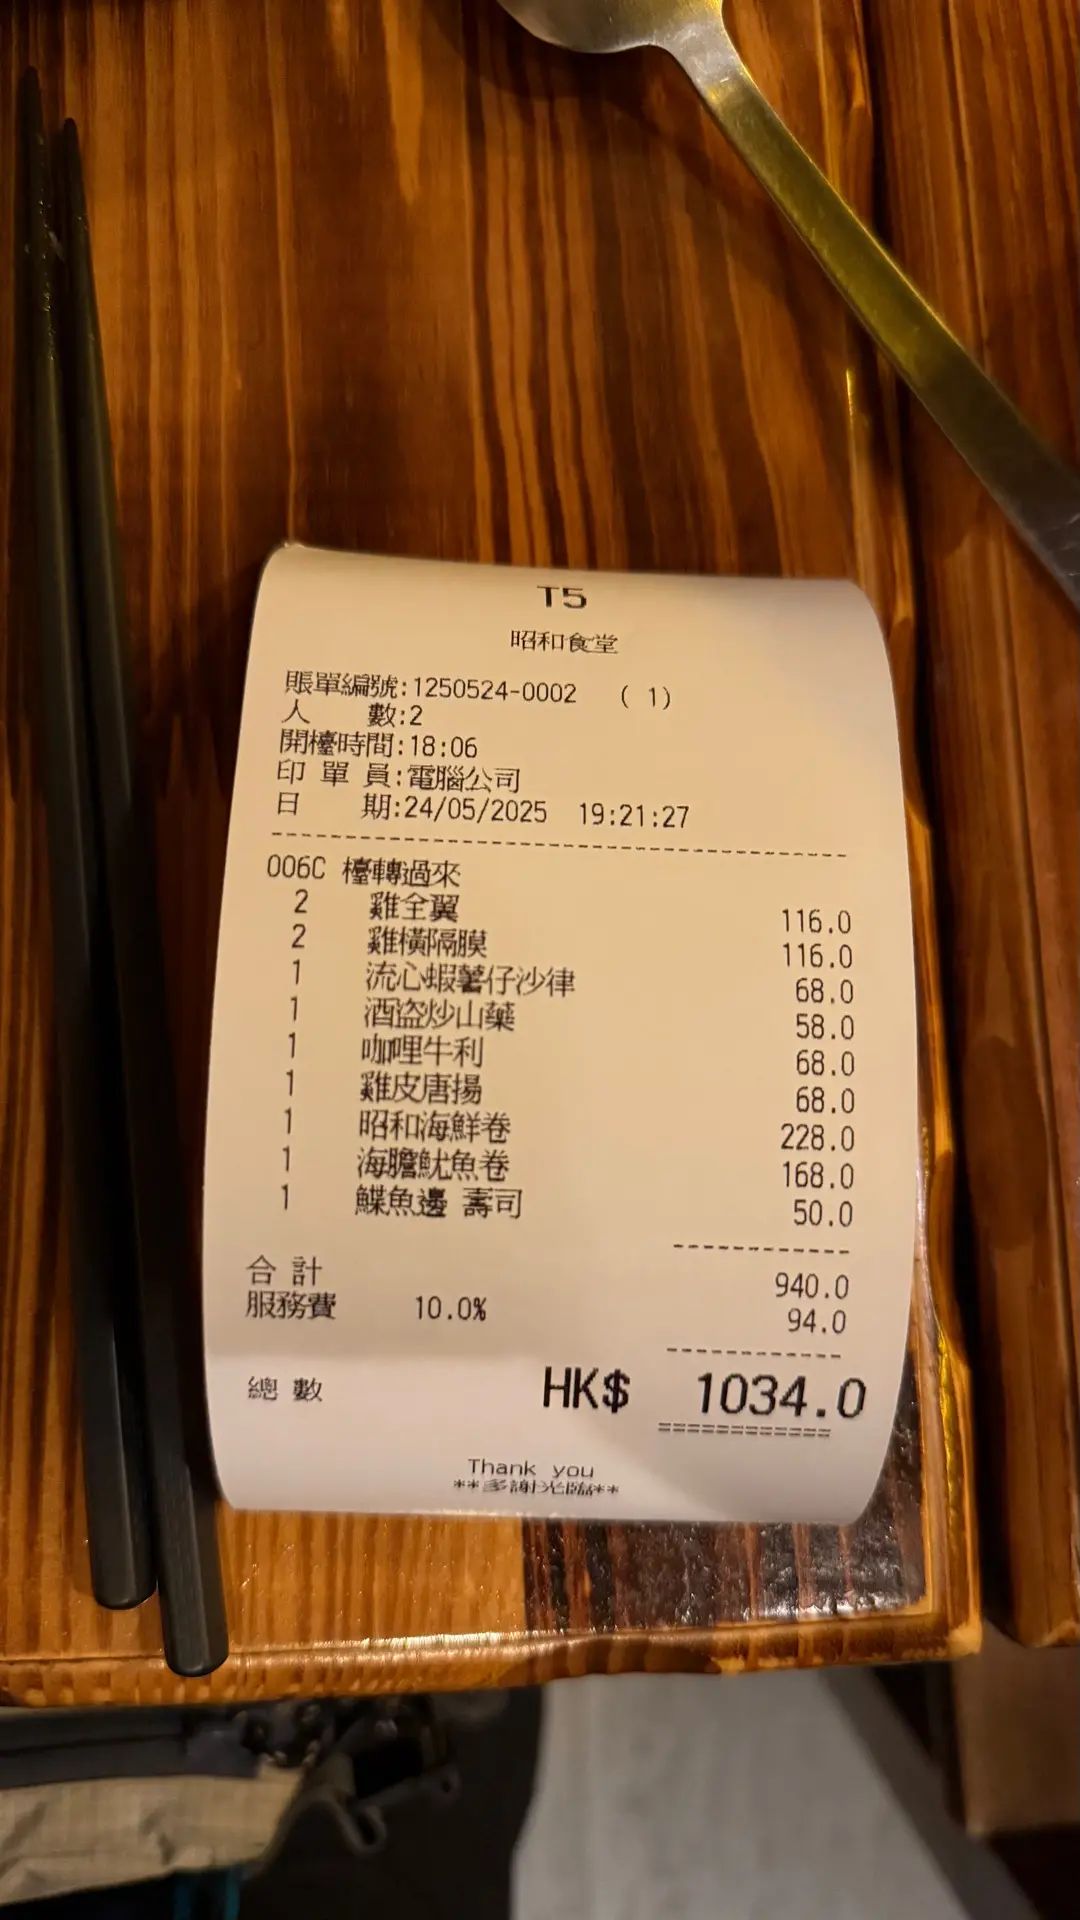 T5
昭和食堂
賬單編號:1250524-0002 ( 1)
人 數:2
開檯時間:18:06
印 單 員:電腦公司
日 期:24/05/2025 19:21:27
006C 檯轉過來
2 雞全翼 116.0
2 雞橫隔膜 116.0
1 流心蝦薯仔沙律 68.0
1 酒盜炒山藥 58.0
1 咖哩牛利 68.0
1 雞皮唐揚 68.0
1 昭和海鮮卷 228.0
1 海膽魷魚卷 168.0
1 鰈魚邊 壽司 50.0
合 計 940.0
服務費 10.0% 94.0
總 數 HK$ 1034.0
Thank you
**多謝光臨**